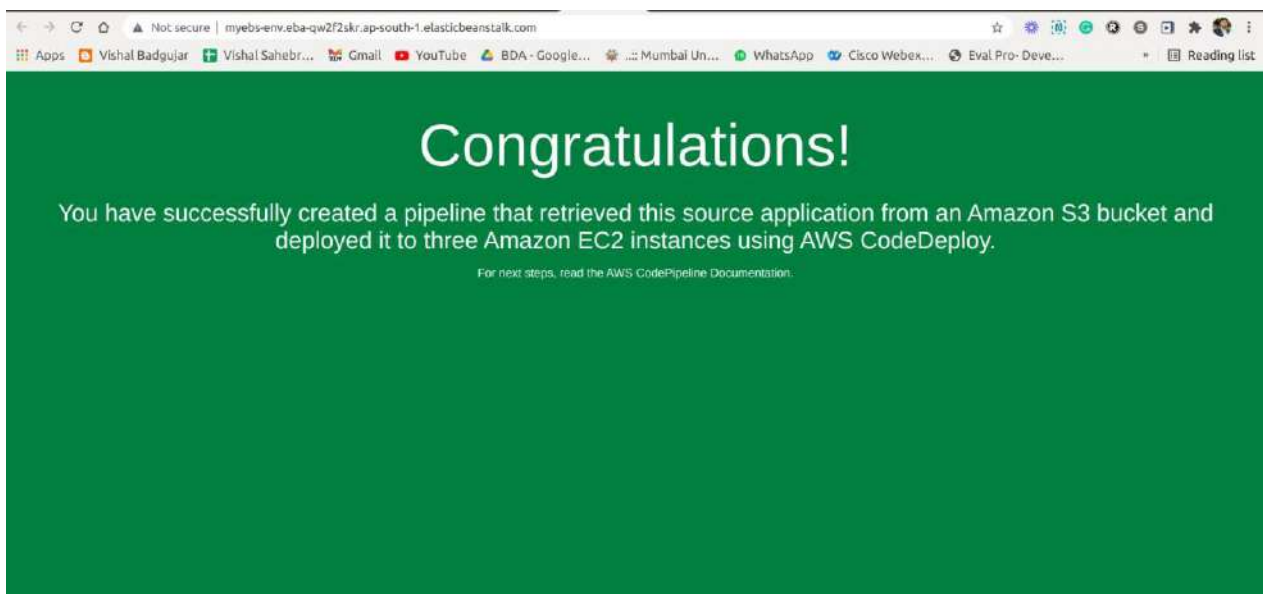 Not secure | myebs-env.eba-qw2f2skr.ap-south-1.elasticbeanstalk.com
Apps Vishal Badgujar Vishal Sahebr... Gmail YouTube BDA - Google... ..:: Mumbai Un... WhatsApp Cisco Webex... Eval Pro- Deve... » Reading list
Congratulations!
You have successfully created a pipeline that retrieved this source application from an Amazon S3 bucket and
deployed it to three Amazon EC2 instances using AWS CodeDeploy.
For next steps, read the AWS CodePipeline Documentation.